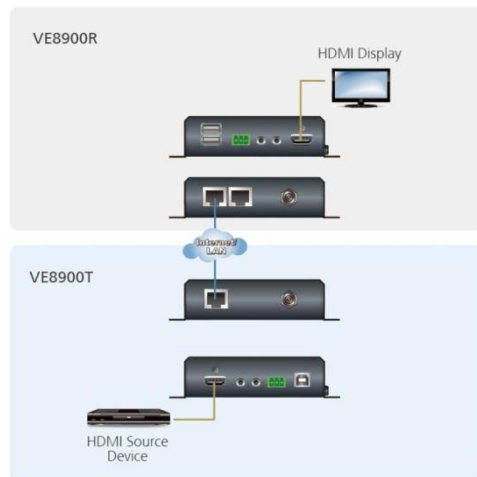 VE8900R
HDMI Display
Internet/
LAN
VE8900T
HDMI Source
Device